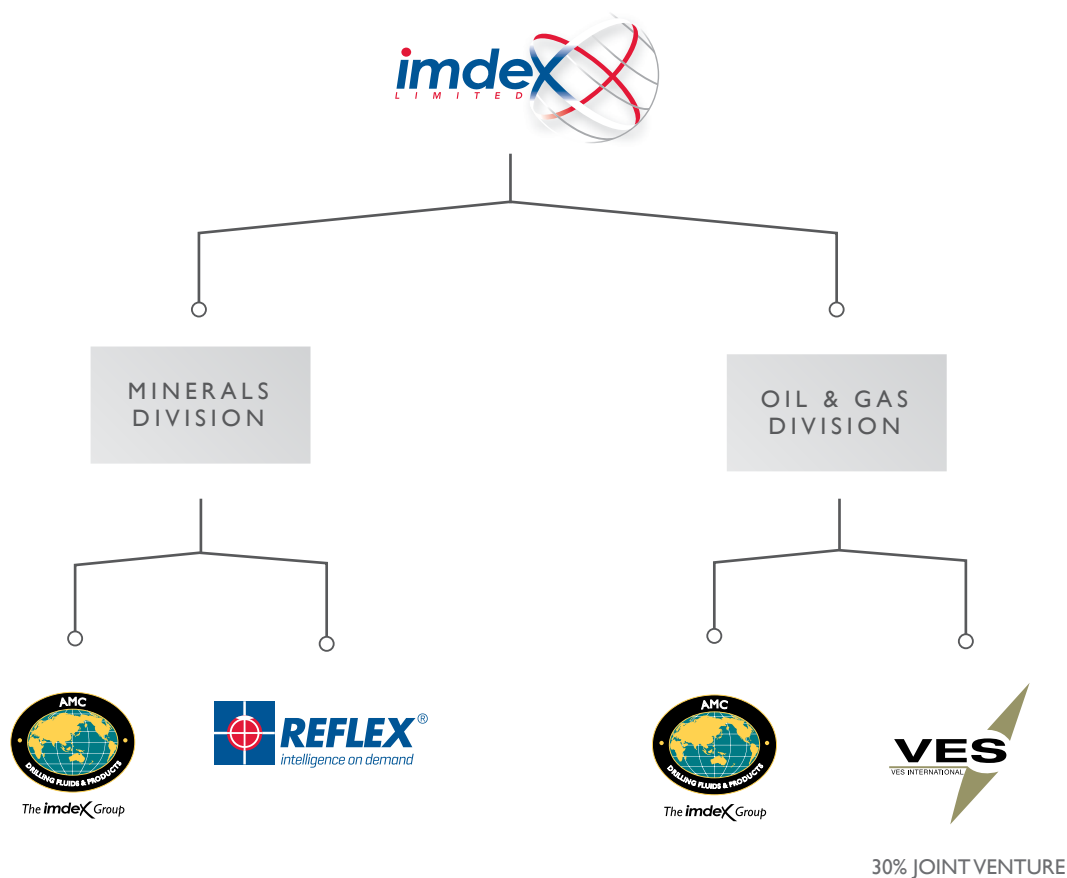 imdex
LIMITED
MINERALS
DIVISION
OIL & GAS
DIVISION
AMC
DRILLING FLUIDS & PRODUCTS
The imdex Group
REFLEX®
intelligence on demand
AMC
DRILLING FLUIDS & PRODUCTS
The imdex Group
VES
VES INTERNATIONAL
30% JOINT VENTURE